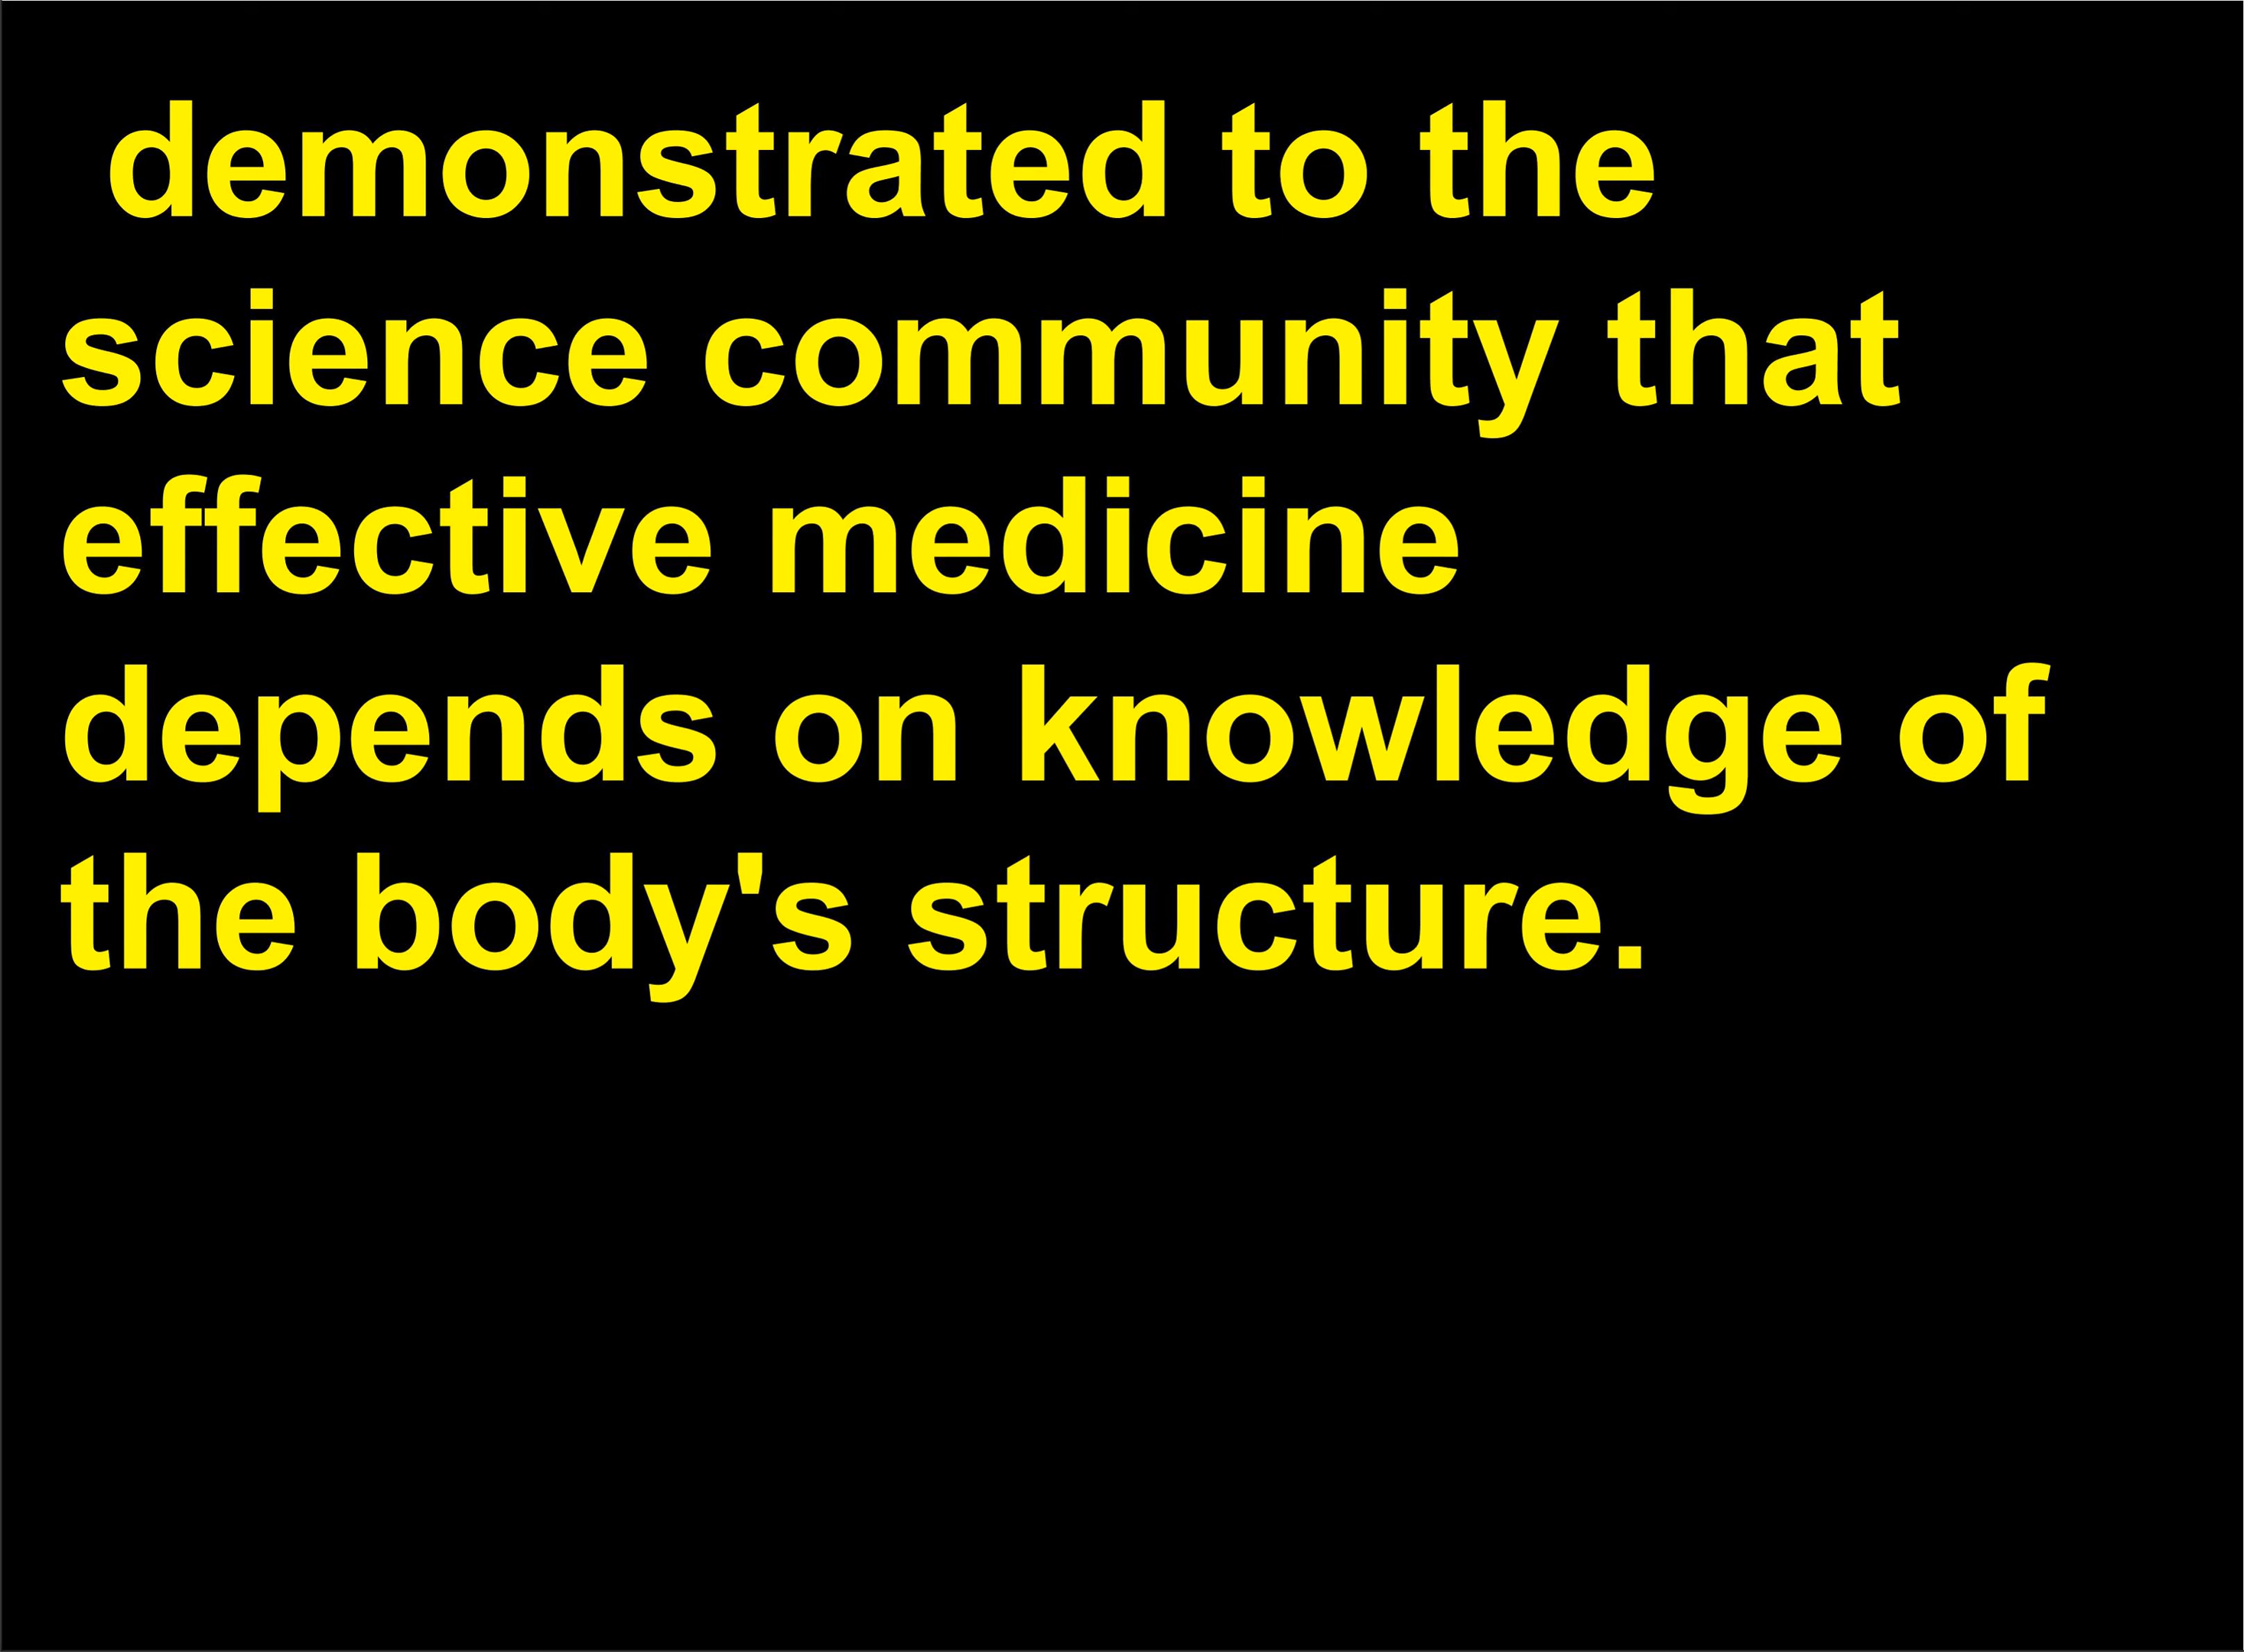 demonstrated to the
science community that
effective medicine
depends on knowledge of
the body's structure.